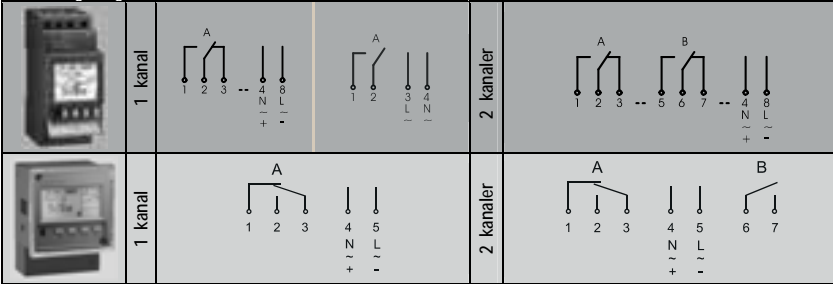 1 kanal
A
1 2 3 -- 4 8
N L
~ ~
+ -
A
1 2 3 4
L N
~ ~
2 kanaler
A B
1 2 3 -- 5 6 7 -- 4 8
N L
~ ~
+ -
1 kanal
A
1 2 3 4 5
N L
~ ~
+ -
2 kanaler
A B
1 2 3 4 5 6 7
N L
~ ~
+ -